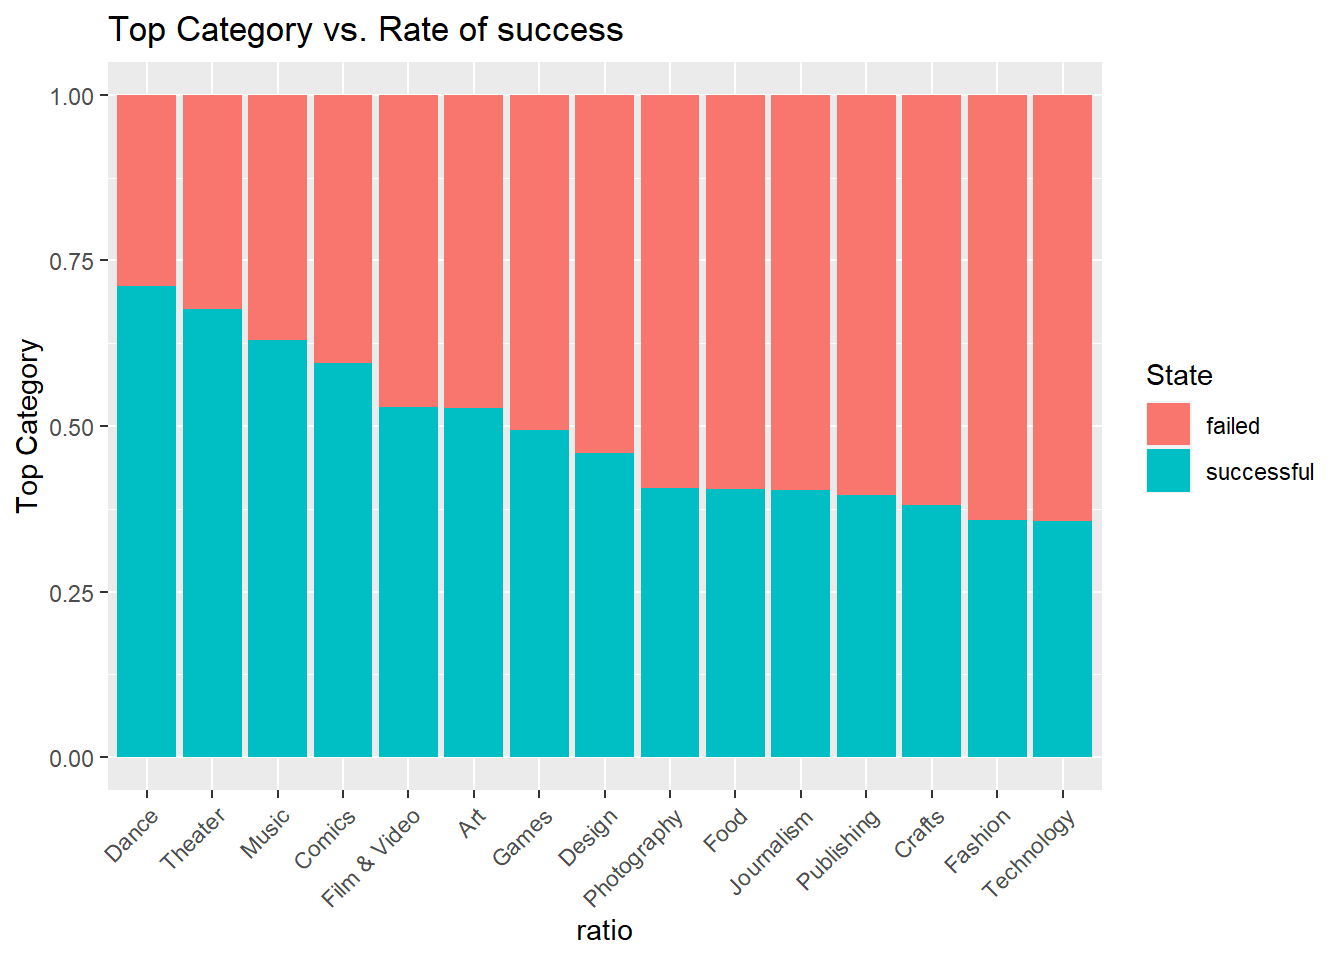 Top Category vs. Rate of success
1.00
0.75
0.50
0.25
0.00
Top Category
Dance
Theater
Music
Comics
Film & Video
Art
Games
Design
Photography
Food
Journalism
Publishing
Crafts
Fashion
Technology
ratio
State
failed
successful